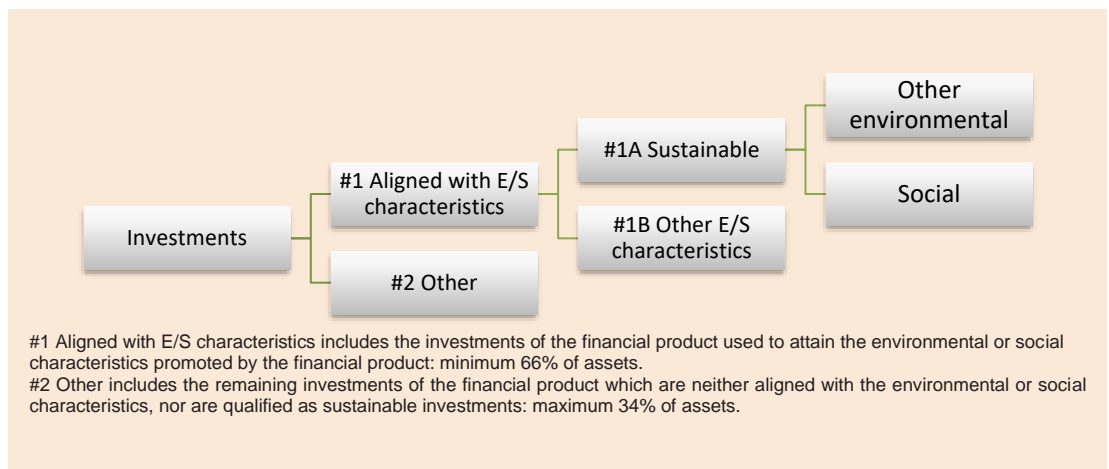 Other
environmental
#1A Sustainable
#1 Aligned with E/S
characteristics
Social
Investments
#1B Other E/S
characteristics
#2 Other
#1 Aligned with E/S characteristics includes the investments of the financial product used to attain the environmental or social
characteristics promoted by the financial product: minimum 66% of assets.
#2 Other includes the remaining investments of the financial product which are neither aligned with the environmental or social
characteristics, nor are qualified as sustainable investments: maximum 34% of assets.